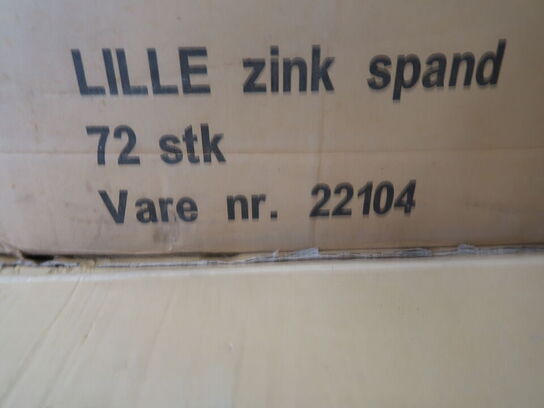 LILLE zink spand
72 stk
Vare nr. 22104